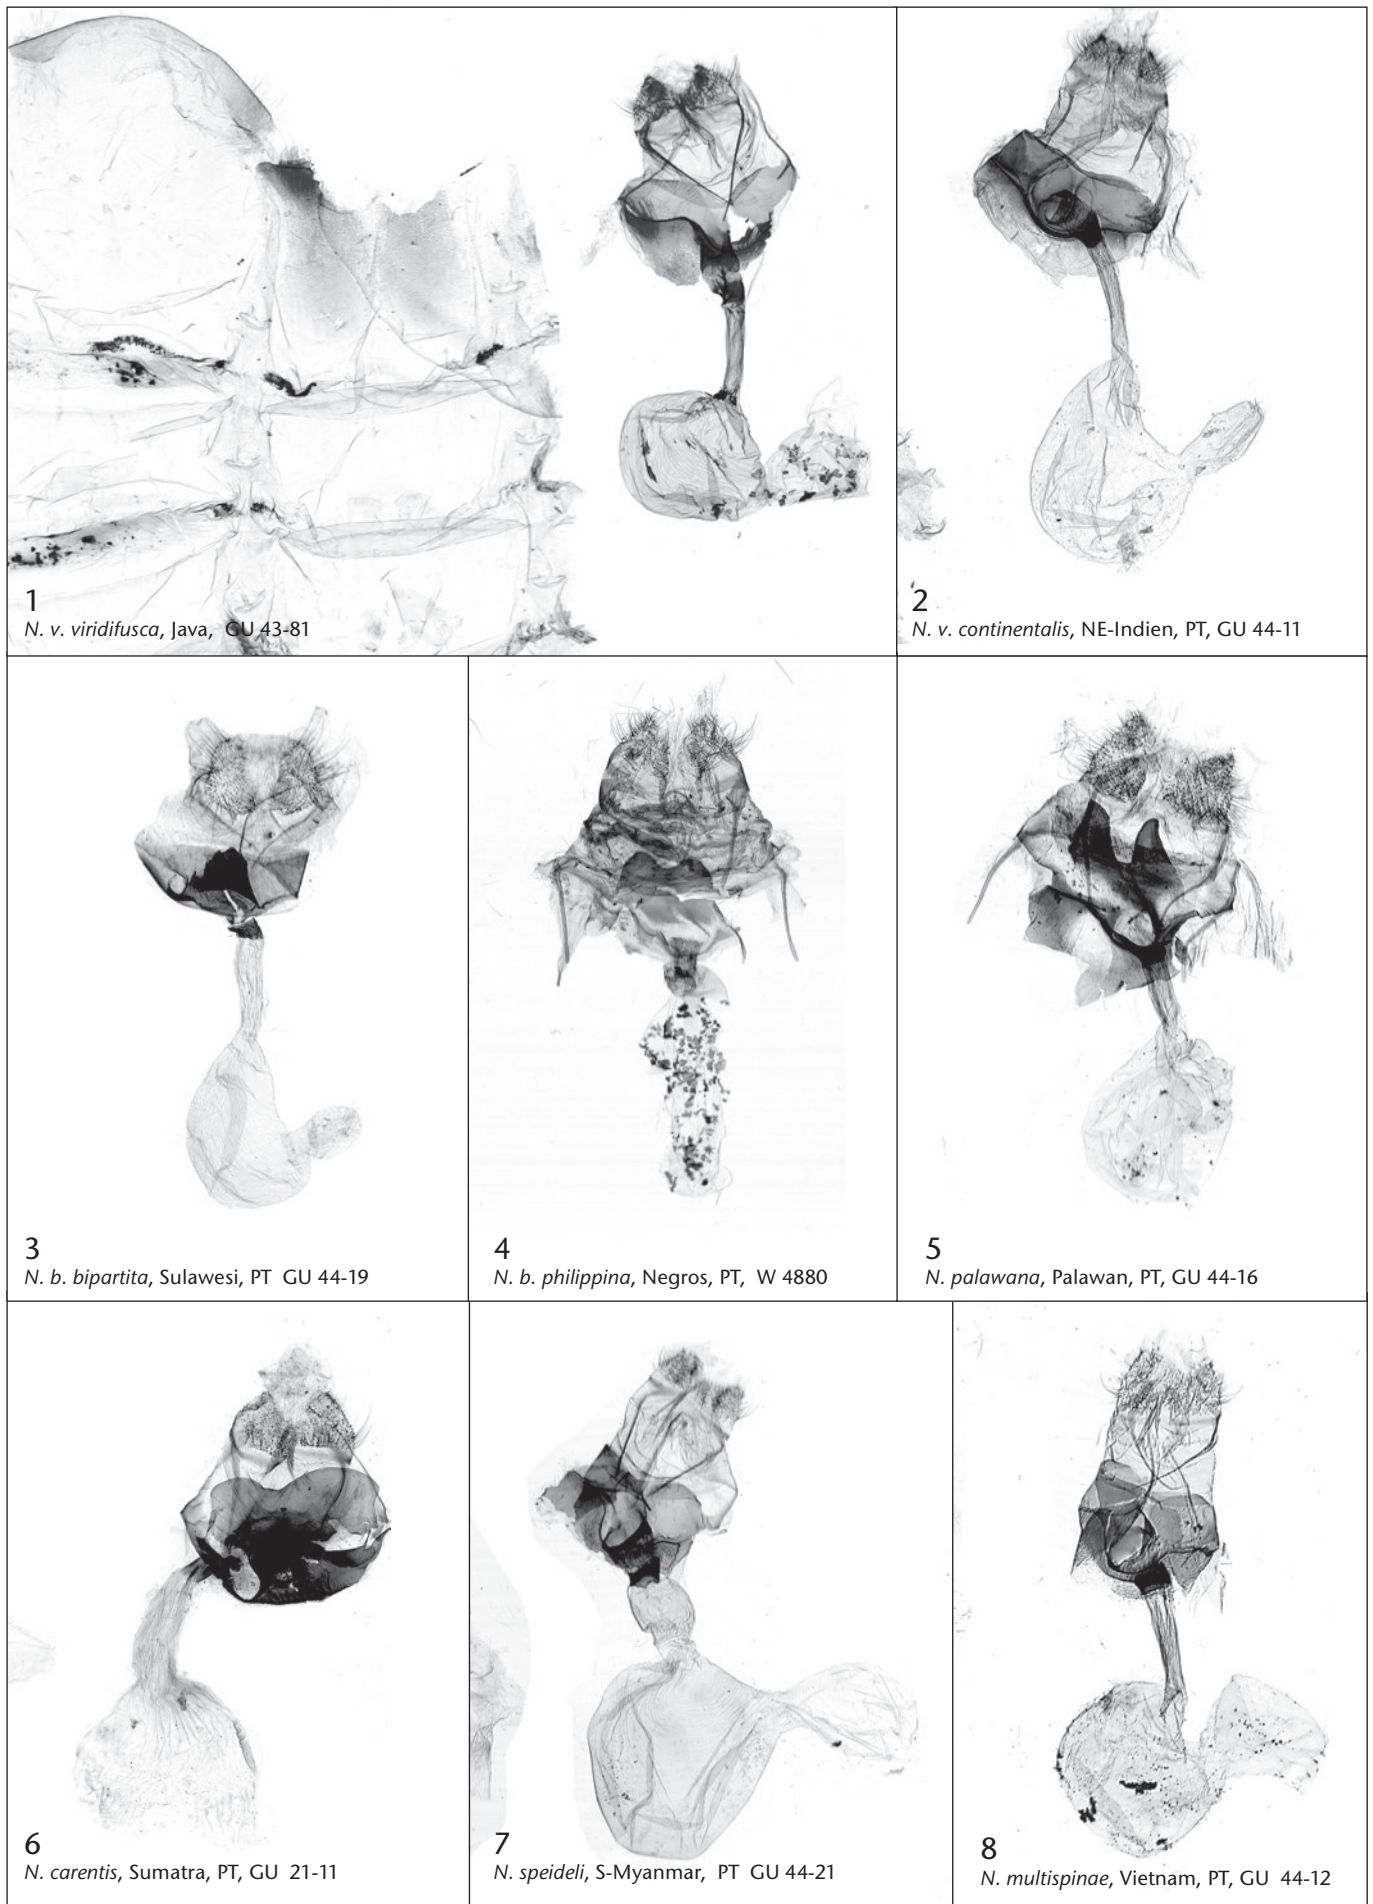 1
N. v. viridifusca, Java, GU 43-81
2
N. v. continentalis, NE-Indien, PT, GU 44-11
3
N. b. bipartita, Sulawesi, PT GU 44-19
4
N. b. philippina, Negros, PT, W 4880
5
N. palawana, Palawan, PT, GU 44-16
6
N. carentis, Sumatra, PT, GU 21-11
7
N. speideli, S-Myanmar, PT GU 44-21
8
N. multispinae, Vietnam, PT, GU 44-12